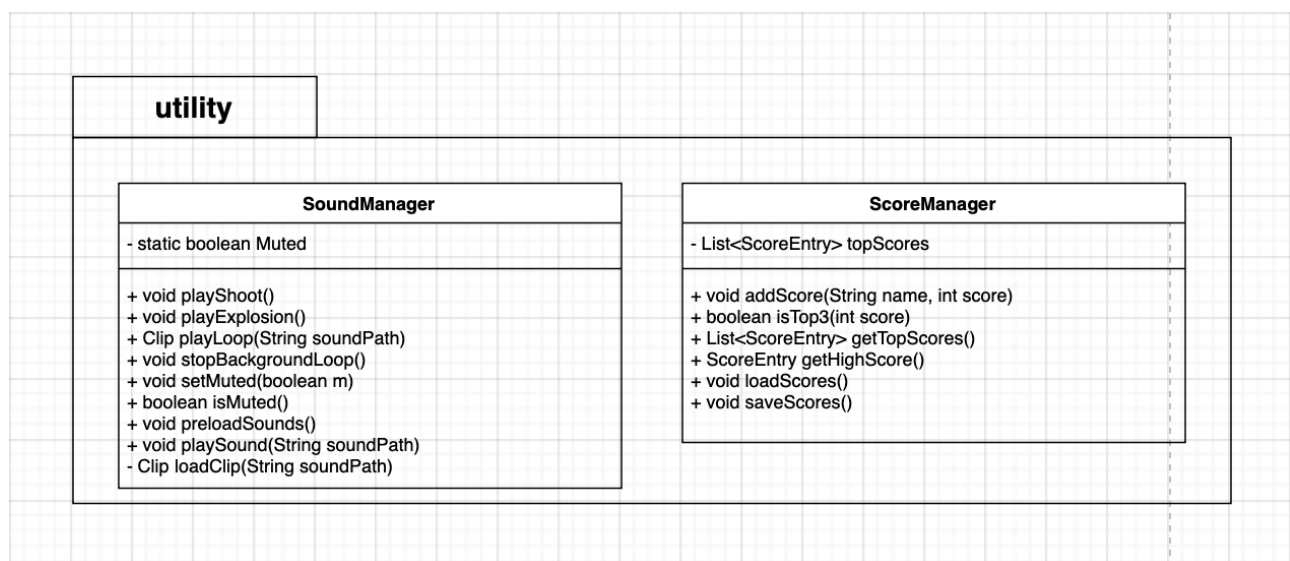 utility
SoundManager
- static boolean Muted
+ void playShoot()
+ void playExplosion()
+ Clip playLoop(String soundPath)
+ void stopBackgroundLoop()
+ void setMuted(boolean m)
+ boolean isMuted()
+ void preloadSounds()
+ void playSound(String soundPath)
- Clip loadClip(String soundPath)
ScoreManager
- List<ScoreEntry> topScores
+ void addScore(String name, int score)
+ boolean isTop3(int score)
+ List<ScoreEntry> getTopScores()
+ ScoreEntry getHighScore()
+ void loadScores()
+ void saveScores()